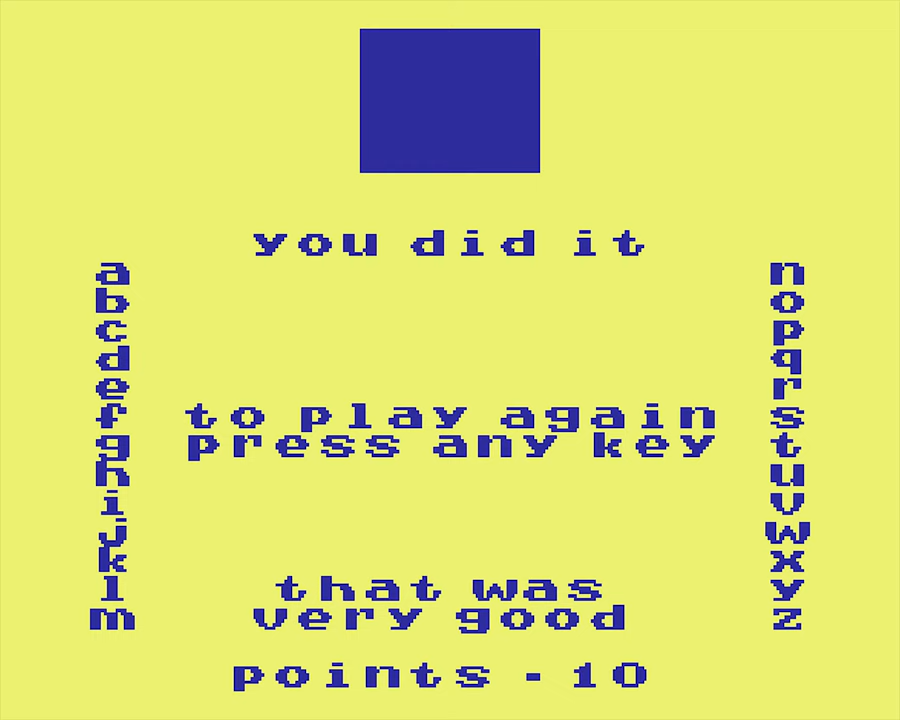 you did it
a
b
c
d
e
f
g
h
i
j
k
l
m
to play again
press any key
that was
very good
n
o
p
q
r
s
t
u
v
w
x
y
z
points - 10